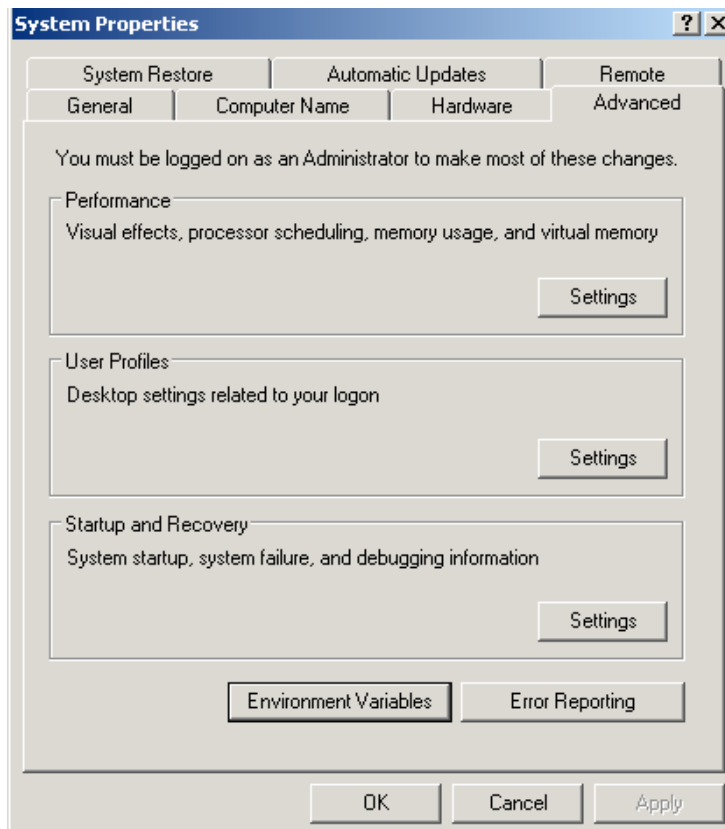 System Properties
System Restore Automatic Updates Remote
General Computer Name Hardware Advanced
You must be logged on as an Administrator to make most of these changes.
Performance
Visual effects, processor scheduling, memory usage, and virtual memory
Settings
User Profiles
Desktop settings related to your logon
Settings
Startup and Recovery
System startup, system failure, and debugging information
Settings
Environment Variables Error Reporting
OK Cancel Apply